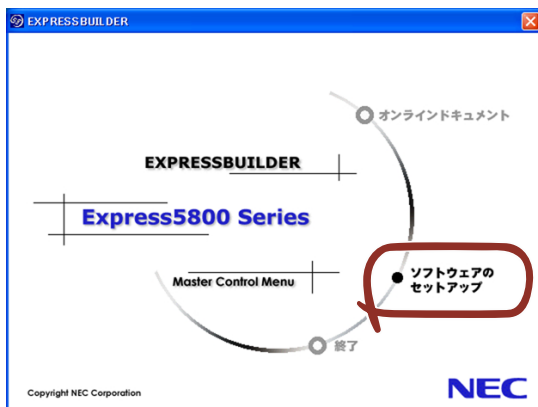 EXPRESSBUILDER
オンラインドキュメント
EXPRESSBUILDER
Express5800 Series
ソフトウェアの
セットアップ
Master Control Menu
終了
Copyright NEC Corporation
NEC